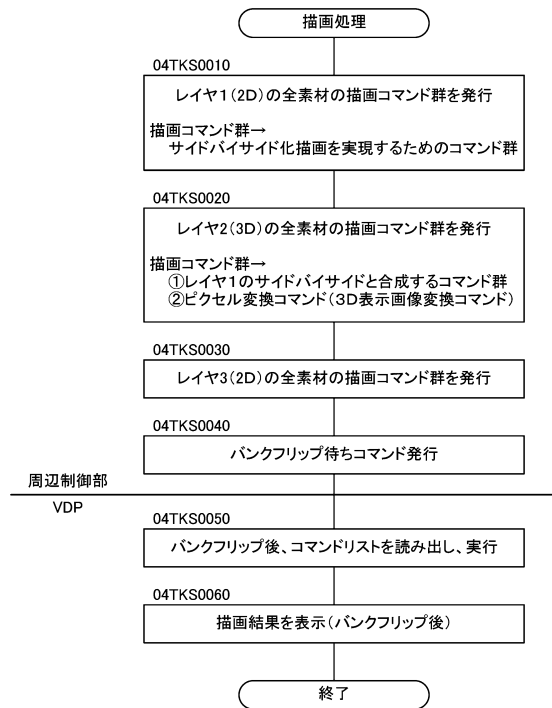 描画処理
04TKS0010
レイヤ1(2D)の全素材の描画コマンド群を発行
描画コマンド群→
サイドバイサイド化描画を実現するためのコマンド群
04TKS0020
レイヤ2(3D)の全素材の描画コマンド群を発行
描画コマンド群→
①レイヤ1のサイドバイサイドと合成するコマンド群
②ピクセル変換コマンド(3D表示画像変換コマンド)
04TKS0030
レイヤ3(2D)の全素材の描画コマンド群を発行
04TKS0040
バンクフリップ待ちコマンド発行
周辺制御部
VDP
04TKS0050
バンクフリップ後、コマンドリストを読み出し、実行
04TKS0060
描画結果を表示(バンクフリップ後)
終了